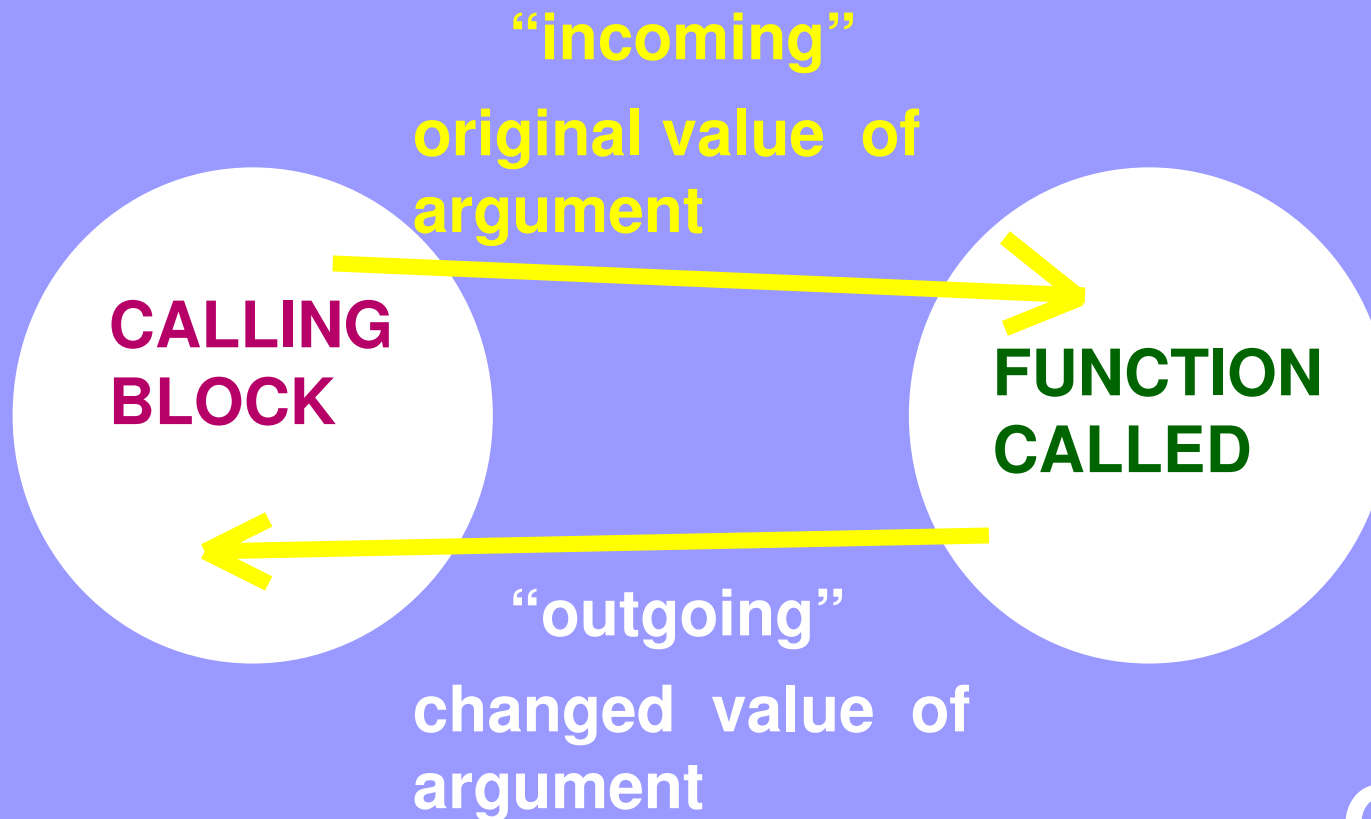 “incoming”
original value of
argument
CALLING
BLOCK
FUNCTION
CALLED
“outgoing”
changed value of
argument